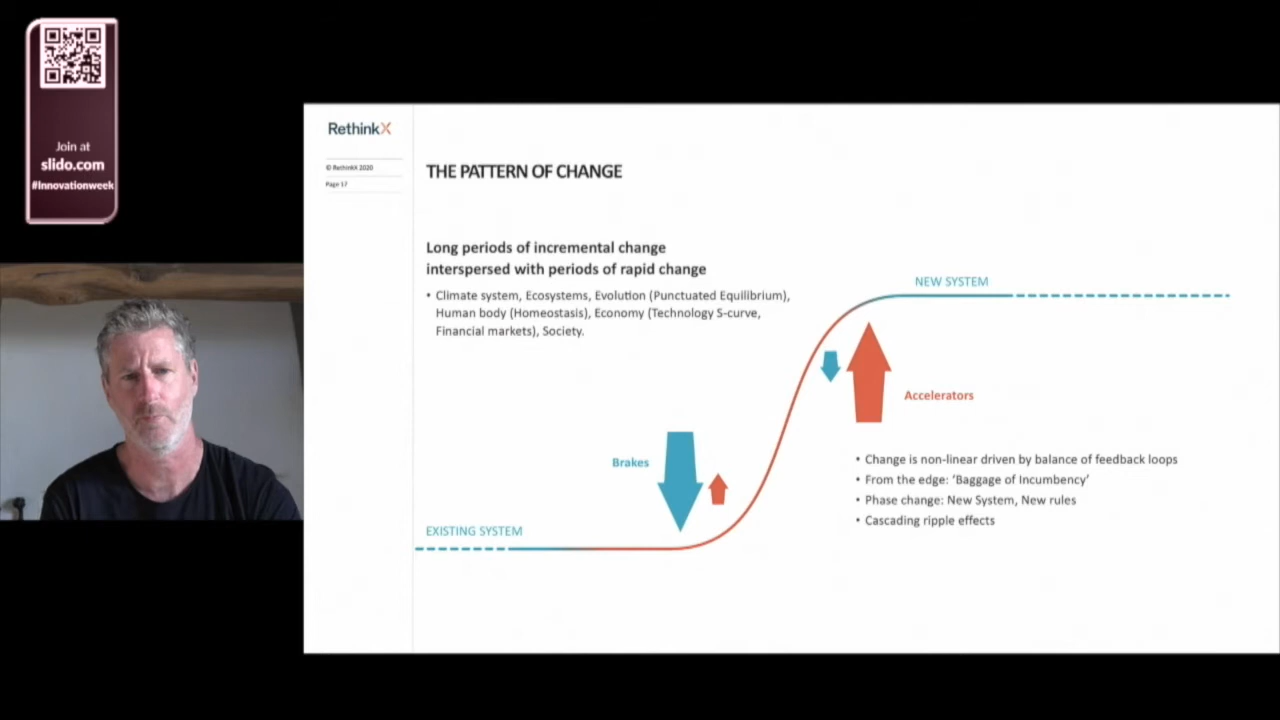 Join at
slido.com
#Innovationweek
RethinkX
© RethinkX 2020
Page 17
THE PATTERN OF CHANGE
Long periods of incremental change
interspersed with periods of rapid change
• Climate system, Ecosystems, Evolution (Punctuated Equilibrium),
Human body (Homeostasis), Economy (Technology S-curve,
Financial markets), Society.
NEW SYSTEM
Accelerators
Brakes
• Change is non-linear driven by balance of feedback loops
• From the edge: ‘Baggage of Incumbency’
• Phase change: New System, New rules
• Cascading ripple effects
EXISTING SYSTEM